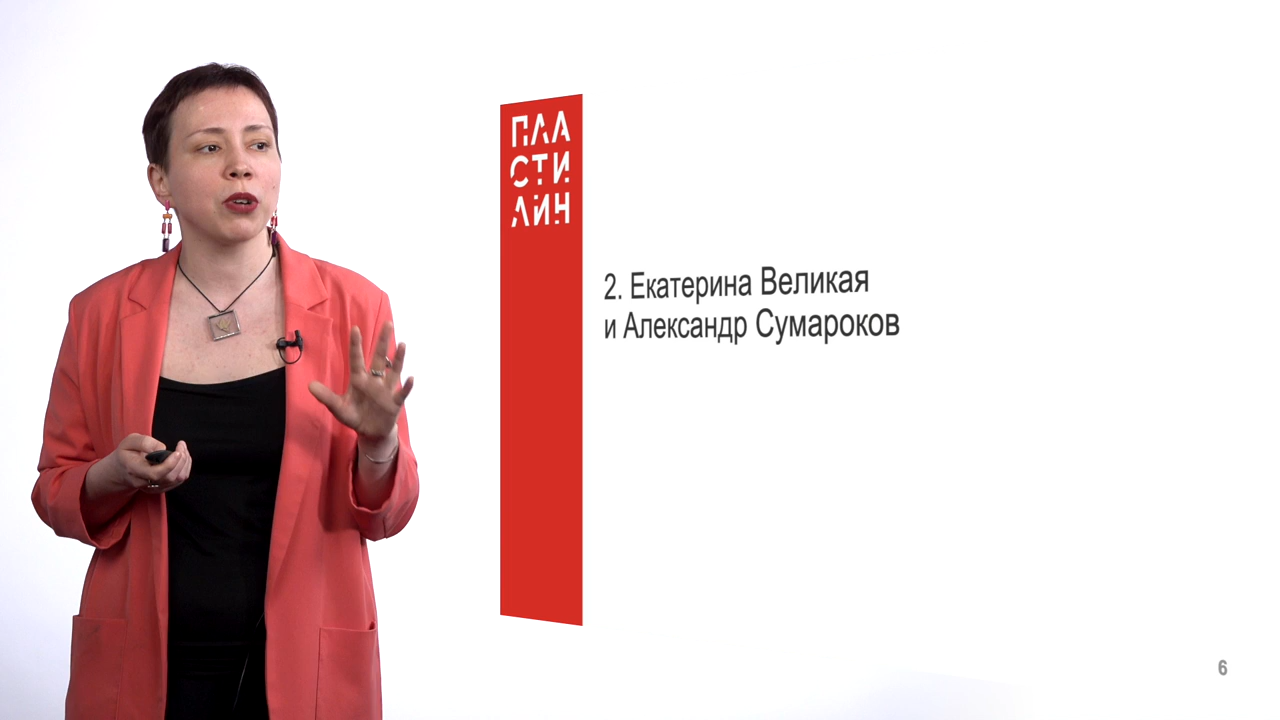 ПЛА
СТИ
ЛИН
2. Екатерина Великая
и Александр Сумароков
6